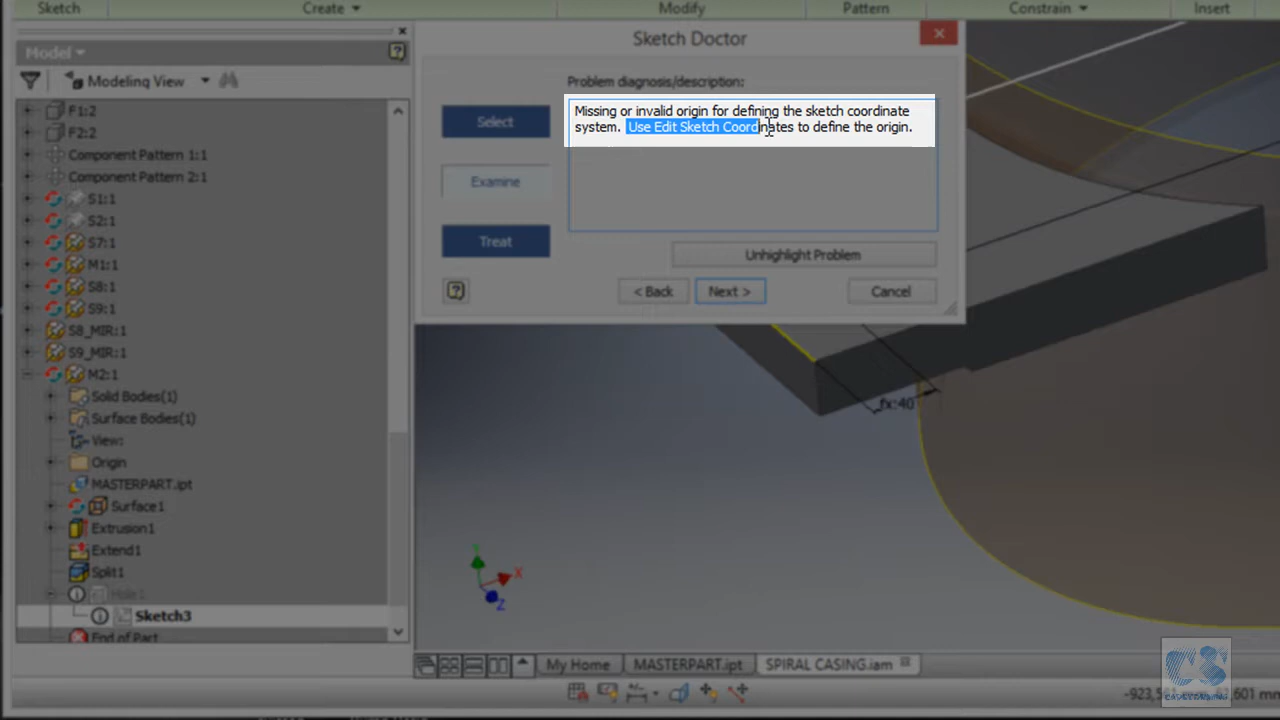 Sketch
Create
Modify
Pattern
Constrain
Insert
Model
Modeling View
F1:2
F2:2
Component Pattern 1:1
Component Pattern 2:1
S1:1
S2:1
S7:1
M1:1
S8:1
S9:1
S8_MIR:1
S9_MIR:1
M2:1
Solid Bodies(1)
Surface Bodies(1)
View:
Origin
MASTERPART.ipt
Surface1
Extrusion1
Extend1
Split1
Hole1
Sketch3
End of Part
Sketch Doctor
Problem diagnosis/description:
Select
Examine
Treat
Missing or invalid origin for defining the sketch coordinate
system. Use Edit Sketch Coordinates to define the origin.
Unhighlight Problem
< Back
Next >
Cancel
fx:40
Y
X
Z
My Home
MASTERPART.ipt
SPIRAL CASING.iam
CS